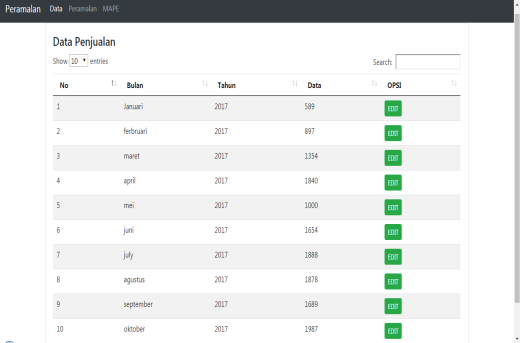 Peramalan Data Peramalan MAPE
Data Penjualan
Show 10 entries Search:
No Bulan Tahun Data OPSI
1 Januari 2017 589 EDIT
2 ferbruari 2017 897 EDIT
3 maret 2017 1354 EDIT
4 april 2017 1840 EDIT
5 mei 2017 1000 EDIT
6 juni 2017 1654 EDIT
7 july 2017 1888 EDIT
8 agustus 2017 1878 EDIT
9 september 2017 1689 EDIT
10 oktober 2017 1987 EDIT